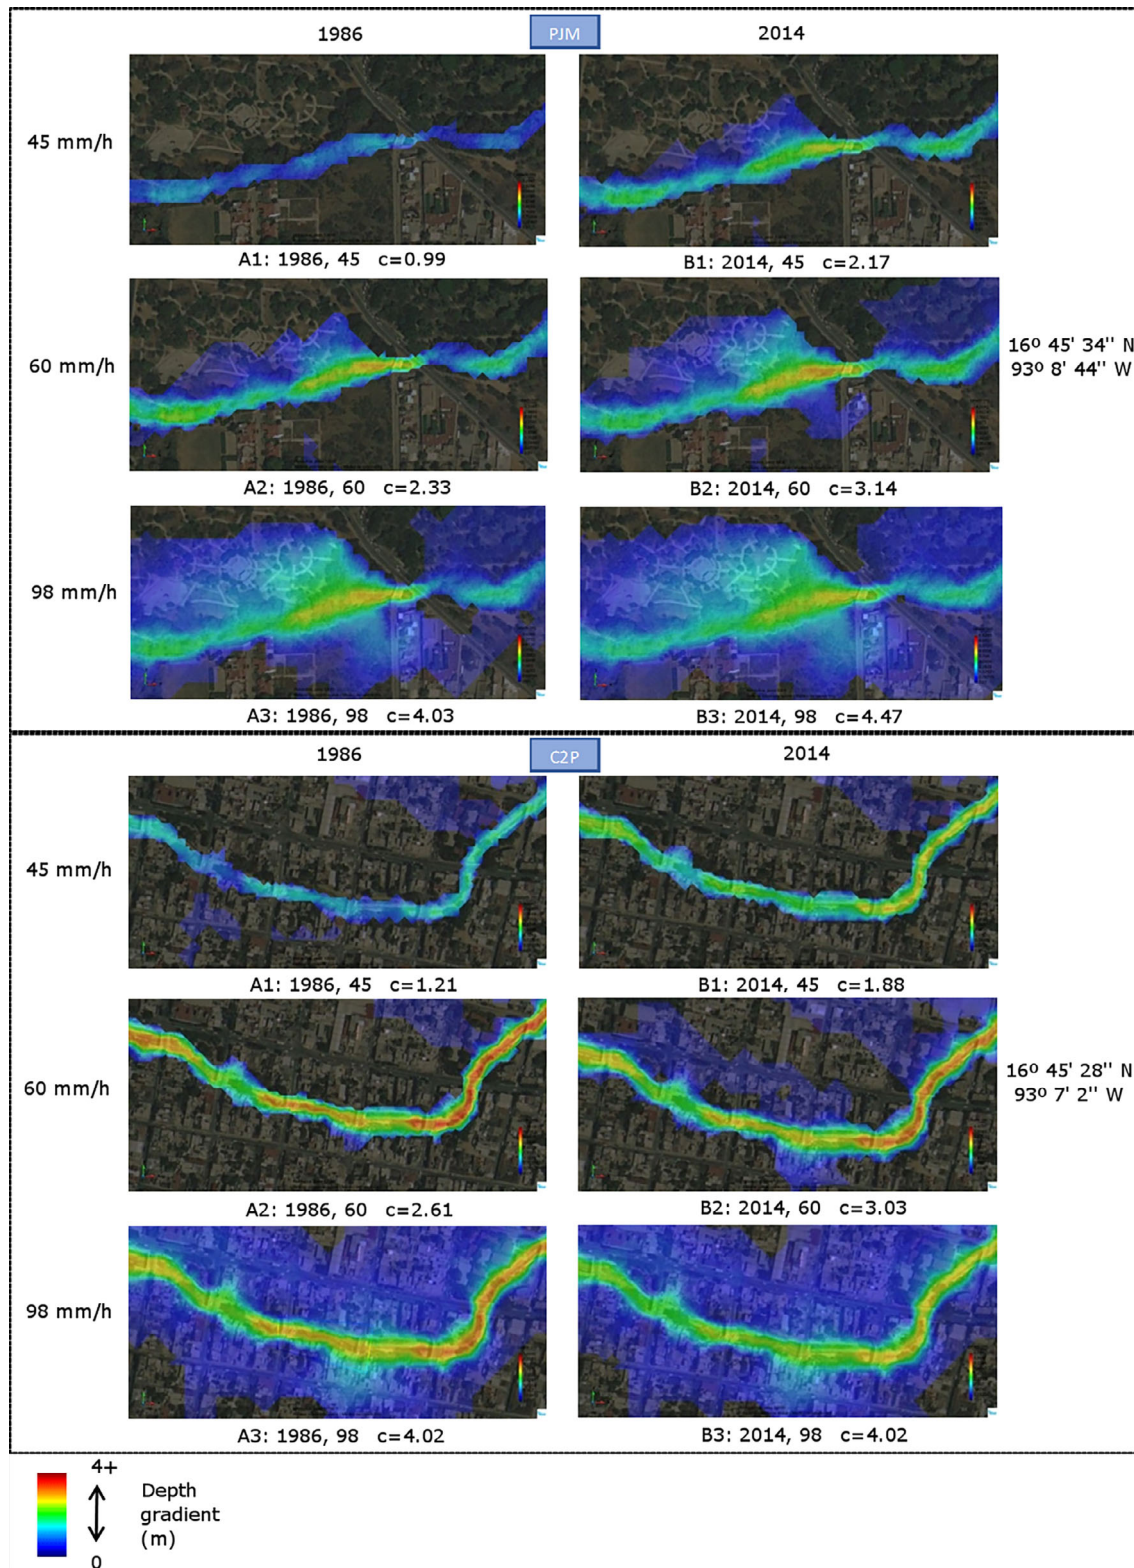 1986 PJM 2014
45 mm/h
A1: 1986, 45 c=0.99 B1: 2014, 45 c=2.17
60 mm/h
16º 45' 34'' N
93º 8' 44'' W
A2: 1986, 60 c=2.33 B2: 2014, 60 c=3.14
98 mm/h
A3: 1986, 98 c=4.03 B3: 2014, 98 c=4.47
1986 C2P 2014
45 mm/h
A1: 1986, 45 c=1.21 B1: 2014, 45 c=1.88
60 mm/h
16º 45' 28'' N
93º 7' 2'' W
A2: 1986, 60 c=2.61 B2: 2014, 60 c=3.03
98 mm/h
A3: 1986, 98 c=4.02 B3: 2014, 98 c=4.02
4+
Depth
gradient
(m)
0